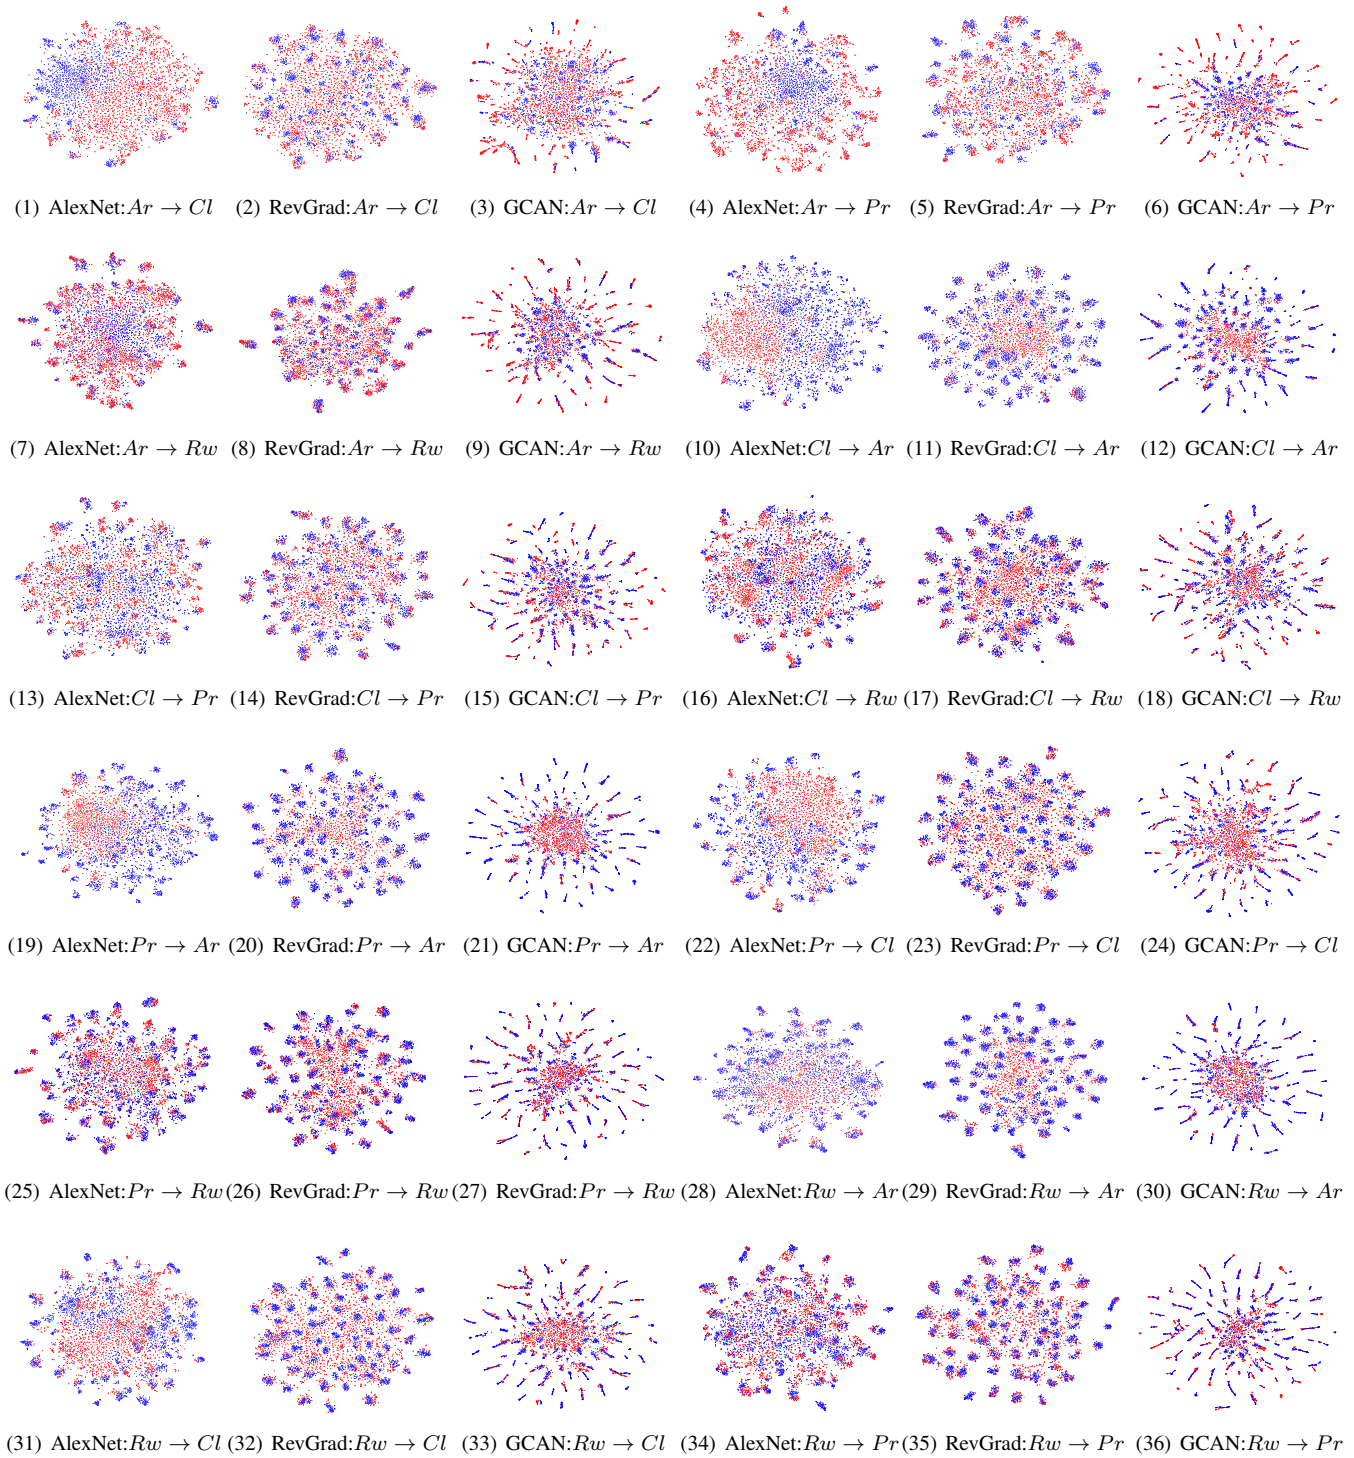 (1) AlexNet:Ar → Cl (2) RevGrad:Ar → Cl (3) GCAN:Ar → Cl (4) AlexNet:Ar → Pr (5) RevGrad:Ar → Pr (6) GCAN:Ar → Pr
(7) AlexNet:Ar → Rw (8) RevGrad:Ar → Rw (9) GCAN:Ar → Rw (10) AlexNet:Cl → Ar (11) RevGrad:Cl → Ar (12) GCAN:Cl → Ar
(13) AlexNet:Cl → Pr (14) RevGrad:Cl → Pr (15) GCAN:Cl → Pr (16) AlexNet:Cl → Rw (17) RevGrad:Cl → Rw (18) GCAN:Cl → Rw
(19) AlexNet:Pr → Ar (20) RevGrad:Pr → Ar (21) GCAN:Pr → Ar (22) AlexNet:Pr → Cl (23) RevGrad:Pr → Cl (24) GCAN:Pr → Cl
(25) AlexNet:Pr → Rw (26) RevGrad:Pr → Rw (27) RevGrad:Pr → Rw (28) AlexNet:Rw → Ar (29) RevGrad:Rw → Ar (30) GCAN:Rw → Ar
(31) AlexNet:Rw → Cl (32) RevGrad:Rw → Cl (33) GCAN:Rw → Cl (34) AlexNet:Rw → Pr (35) RevGrad:Rw → Pr (36) GCAN:Rw → Pr